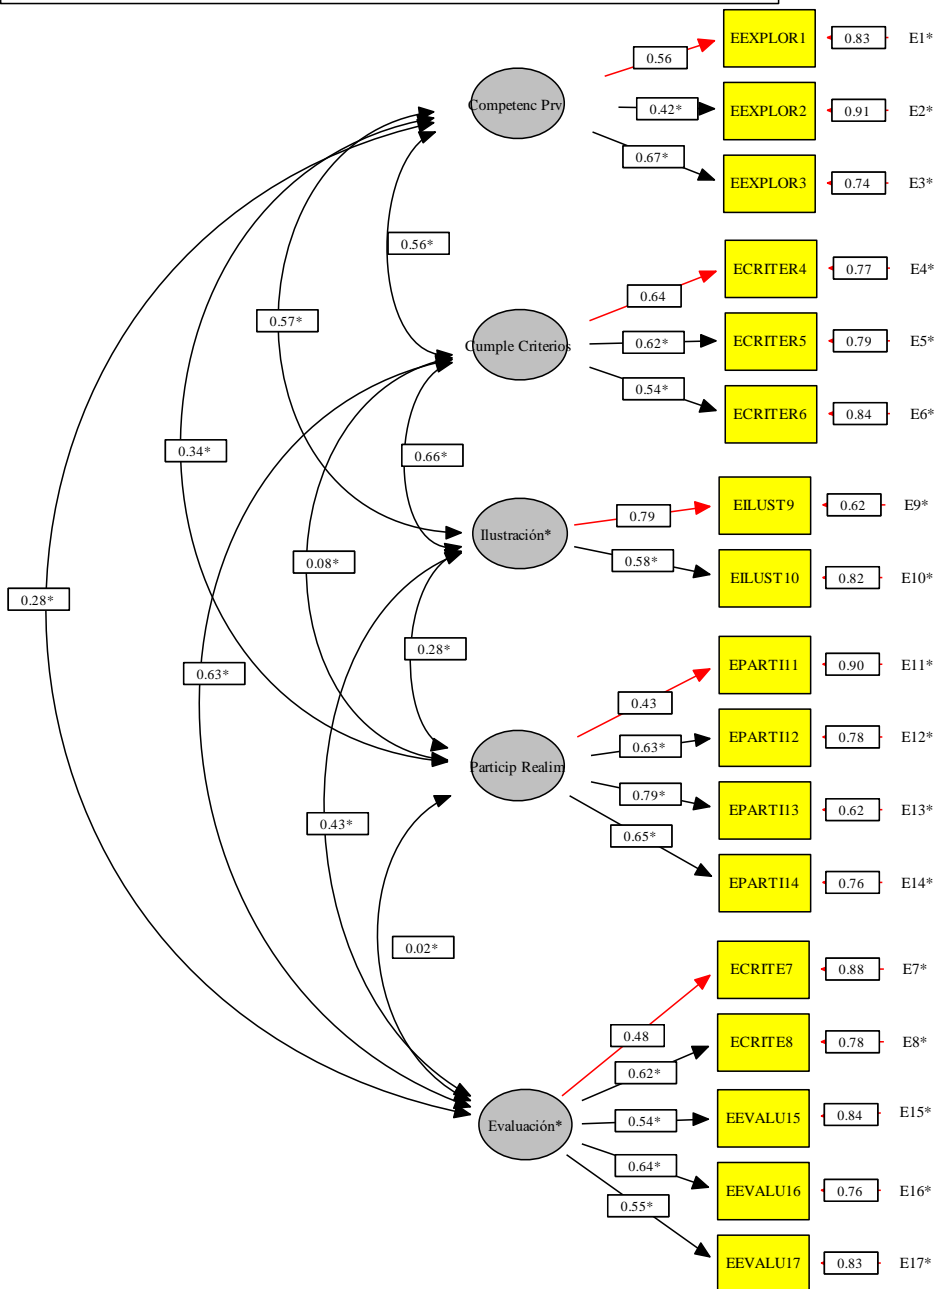 EEXPLOR1
0.83
E1*
0.56
Competenc Prv
0.42*
EEXPLOR2
0.91
E2*
0.67*
EEXPLOR3
0.74
E3*
0.56*
ECRITER4
0.77
E4*
0.64
0.57*
Cumple Criterios
0.62*
ECRITER5
0.79
E5*
0.54*
ECRITER6
0.84
E6*
0.34*
0.66*
EILUST9
0.62
E9*
0.79
Ilustración*
0.08*
0.58*
EILUST10
0.82
E10*
0.28*
0.28*
EPARTI11
0.90
E11*
0.63*
0.43
EPARTI12
0.78
E12*
0.63*
Particip Realim
0.79*
EPARTI13
0.62
E13*
0.43*
0.65*
EPARTI14
0.76
E14*
0.02*
ECRITE7
0.88
E7*
0.48
ECRITE8
0.78
E8*
0.62*
Evaluación*
0.54*
EEVALU15
0.84
E15*
0.64*
EEVALU16
0.76
E16*
0.55*
EEVALU17
0.83
E17*